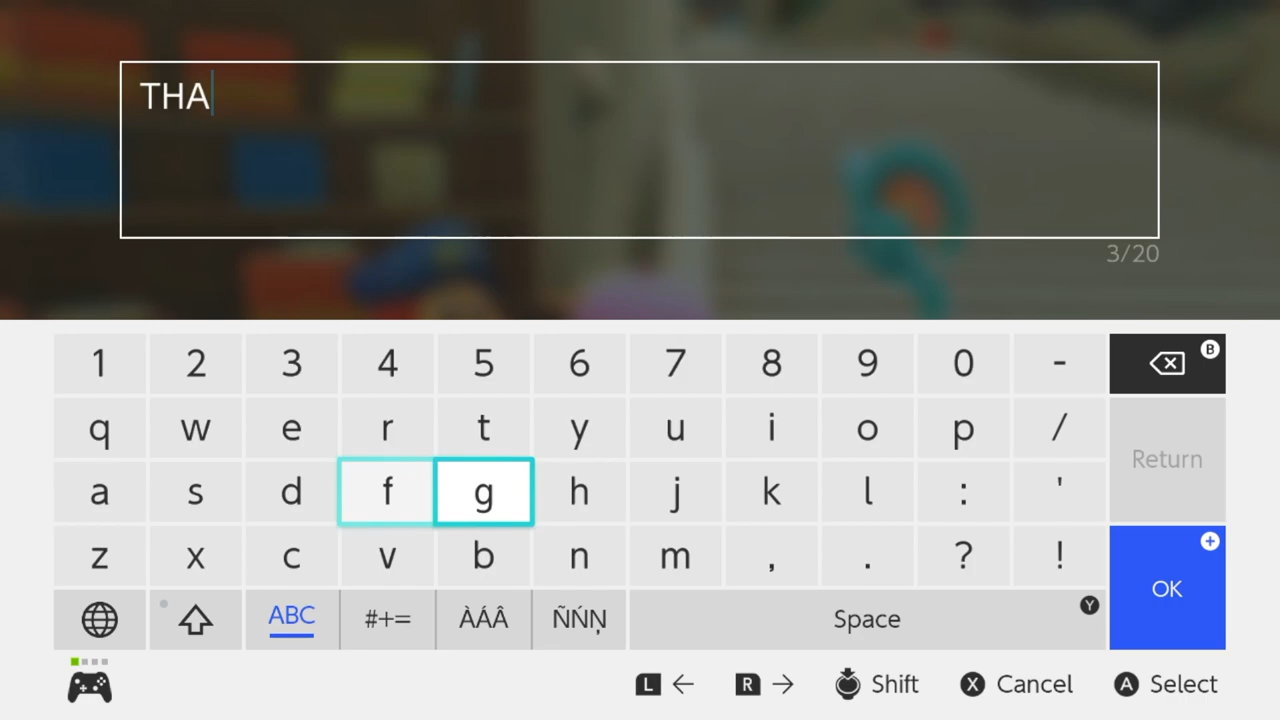 THA
3/20
1 2 3 4 5 6 7 8 9 0 - B
q w e r t y u i o p / Return
a s d f g h j k l : '
z x c v b n m , . ? ! + OK
ABC #+= ÀÁÂ ÑŃŅ Space Y
L ← R → Shift X Cancel A Select